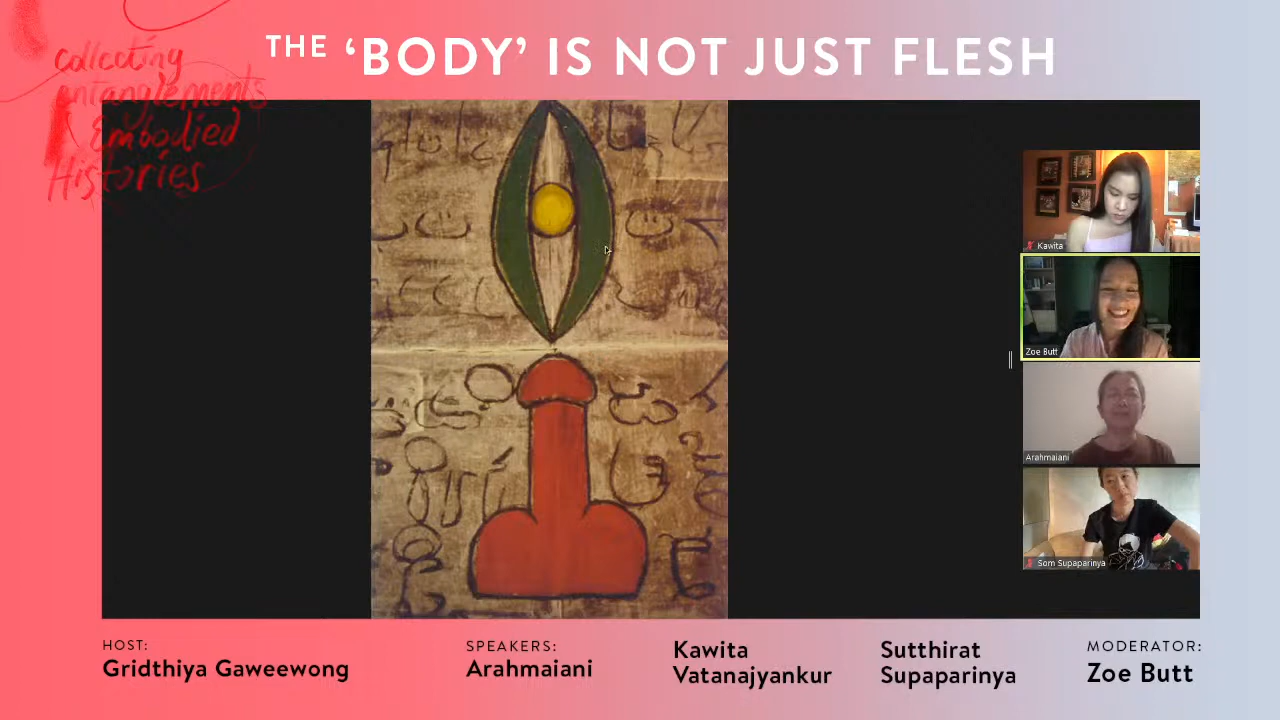 collecting
entanglements
Embodied
Histories
THE ‘BODY’ IS NOT JUST FLESH
Kawita
Zoe Butt
Arahmaiani
Som Supaparinya
HOST:
Gridthiya Gaweewong
SPEAKERS:
Arahmaiani
Kawita
Vatanajyankur
Sutthirat
Supaparinya
MODERATOR:
Zoe Butt